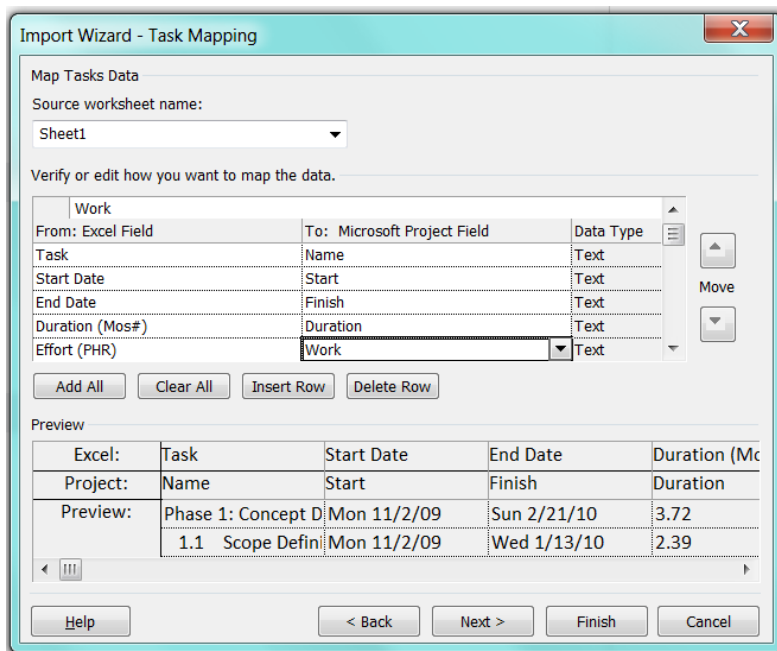 Import Wizard - Task Mapping
Map Tasks Data
Source worksheet name:
Sheet1
Verify or edit how you want to map the data.
Work
From: Excel Field To: Microsoft Project Field Data Type
Task Name Text
Start Date Start Text
End Date Finish Text
Duration (Mos#) Duration Text
Effort (PHR) Work Text
Move
Add All Clear All Insert Row Delete Row
Preview
Excel: Task Start Date End Date Duration (Mo
Project: Name Start Finish Duration
Preview: Phase 1: Concept D Mon 11/2/09 Sun 2/21/10 3.72
1.1 Scope Defini Mon 11/2/09 Wed 1/13/10 2.39
Help < Back Next > Finish Cancel